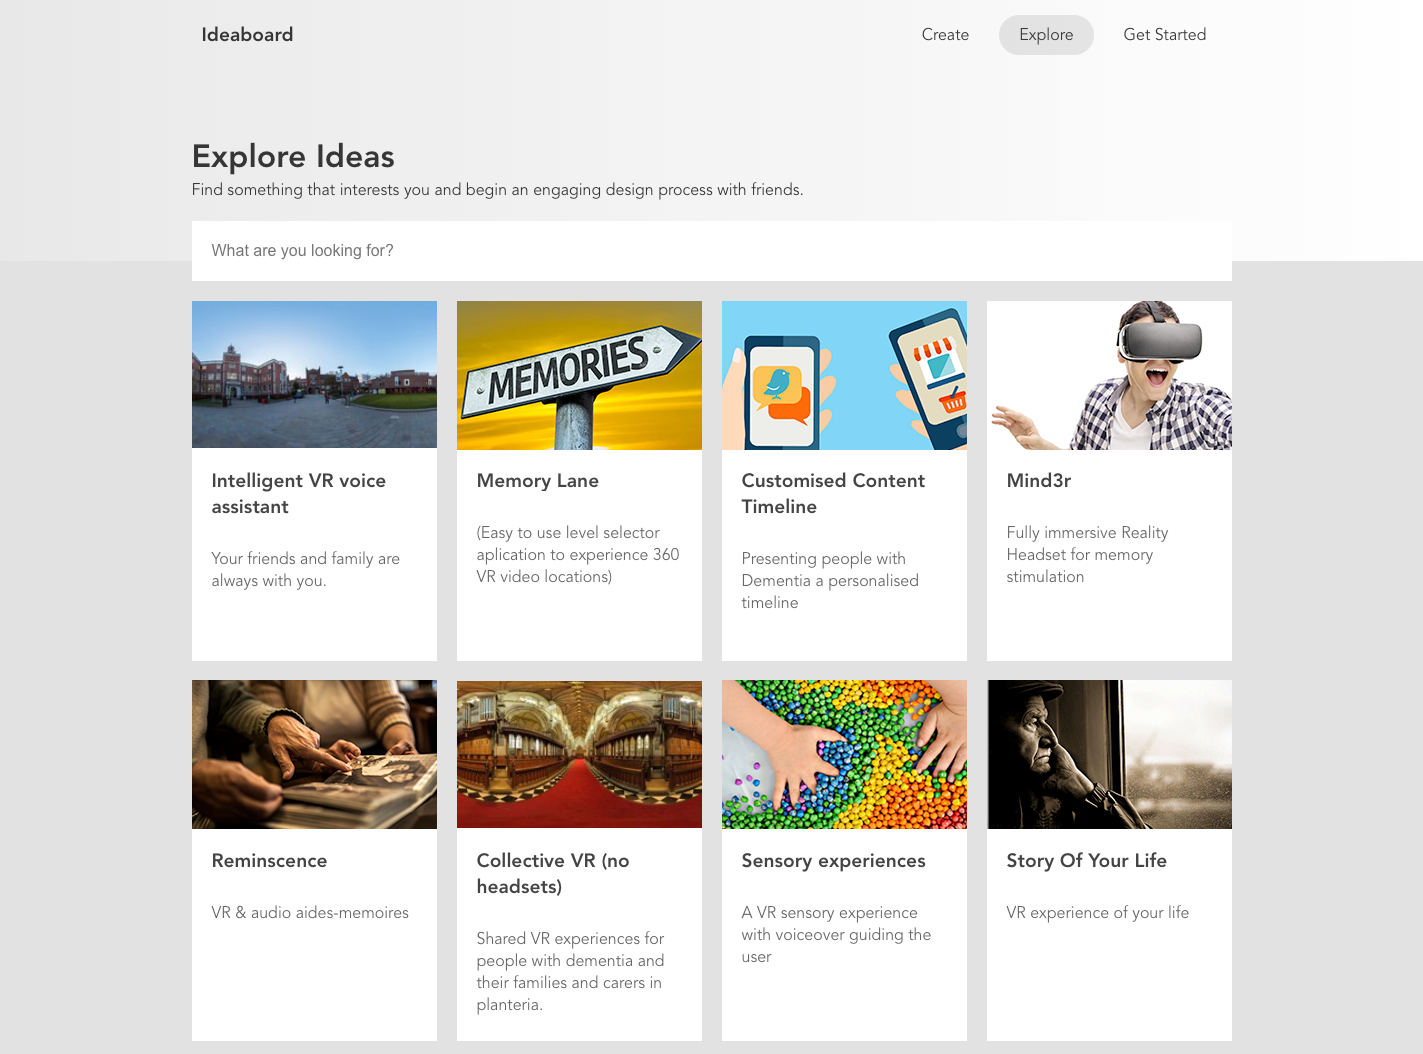 Ideaboard
Create
Explore
Get Started
Explore Ideas
Find something that interests you and begin an engaging design process with friends.
What are you looking for?
MEMORIES
Intelligent VR voice
assistant
Your friends and family are
always with you.
Memory Lane
(Easy to use level selector
aplication to experience 360
VR video locations)
Customised Content
Timeline
Presenting people with
Dementia a personalised
timeline
Mind3r
Fully immersive Reality
Headset for memory
stimulation
Reminscence
VR & audio aides-memoires
Collective VR (no
headsets)
Shared VR experiences for
people with dementia and
their families and carers in
planteria.
Sensory experiences
A VR sensory experience
with voiceover guiding the
user
Story Of Your Life
VR experience of your life